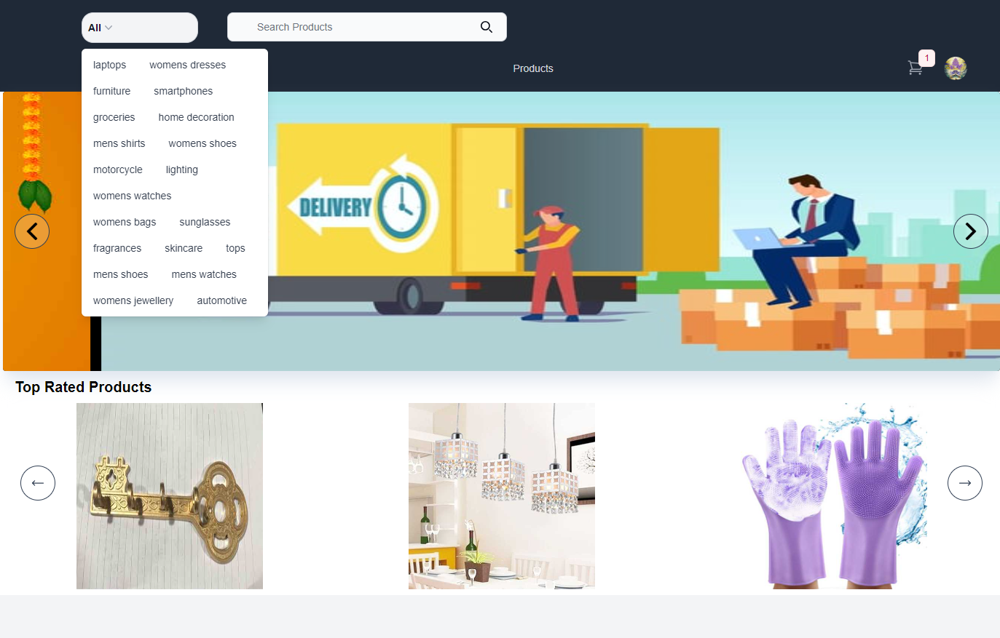 All
Search Products
Products
1
laptops womens dresses
furniture smartphones
groceries home decoration
mens shirts womens shoes
motorcycle lighting
womens watches
womens bags sunglasses
fragrances skincare tops
mens shoes mens watches
womens jewellery automotive
DELIVERY
Top Rated Products